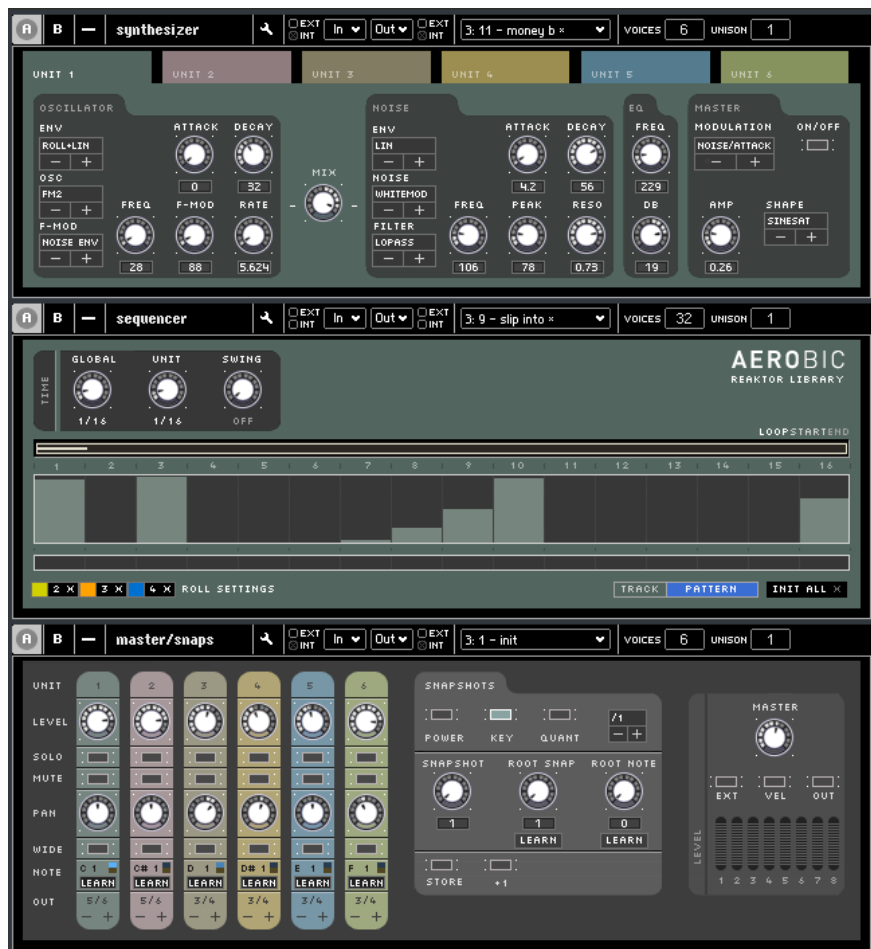 A B — synthesizer EXT INT In Out EXT INT 3: 11 - money b × VOICES 6 UNISON 1
UNIT 1 UNIT 2 UNIT 3 UNIT 4 UNIT 5 UNIT 6
OSCILLATOR NOISE EQ MASTER
ENV ATTACK DECAY ENV ATTACK DECAY FREQ MODULATION ON/OFF
ROLL+LIN LIN NOISE/ATTACK
— + — + — +
OSC MIX NOISE
FM2 0 32 WHITEMOD 4.2 56 229
— + FREQ F-MOD RATE — + FREQ PEAK RESO DB AMP SHAPE
F-MOD FILTER SINESAT
NOISE ENV LOPASS — +
— + — +
28 88 5.624 106 78 0.73 19 0.26
A B — sequencer EXT INT In Out EXT INT 3: 9 - slip into × VOICES 32 UNISON 1
TIME
GLOBAL UNIT SWING
1/16 1/16 OFF
AEROBIC
REAKTOR LIBRARY
LOOPSTARTEND
1 2 3 4 5 6 7 8 9 10 11 12 13 14 15 16
2 X 3 X 4 X ROLL SETTINGS TRACK PATTERN INIT ALL X
A B — master/snaps EXT INT In Out EXT INT 3: 1 - init VOICES 6 UNISON 1
UNIT 1 2 3 4 5 6
LEVEL
SOLO
MUTE
PAN
WIDE
NOTE C 1 C# 1 D 1 D# 1 E 1 F 1
LEARN LEARN LEARN LEARN LEARN LEARN
OUT 5/6 5/6 3/4 3/4 3/4 3/4
— + — + — + — + — + — +
SNAPSHOTS
/1
— +
POWER KEY QUANT
SNAPSHOT ROOT SNAP ROOT NOTE
1 1 0
LEARN LEARN
STORE +1
MASTER
EXT VEL OUT
LEVEL
1 2 3 4 5 6 7 8